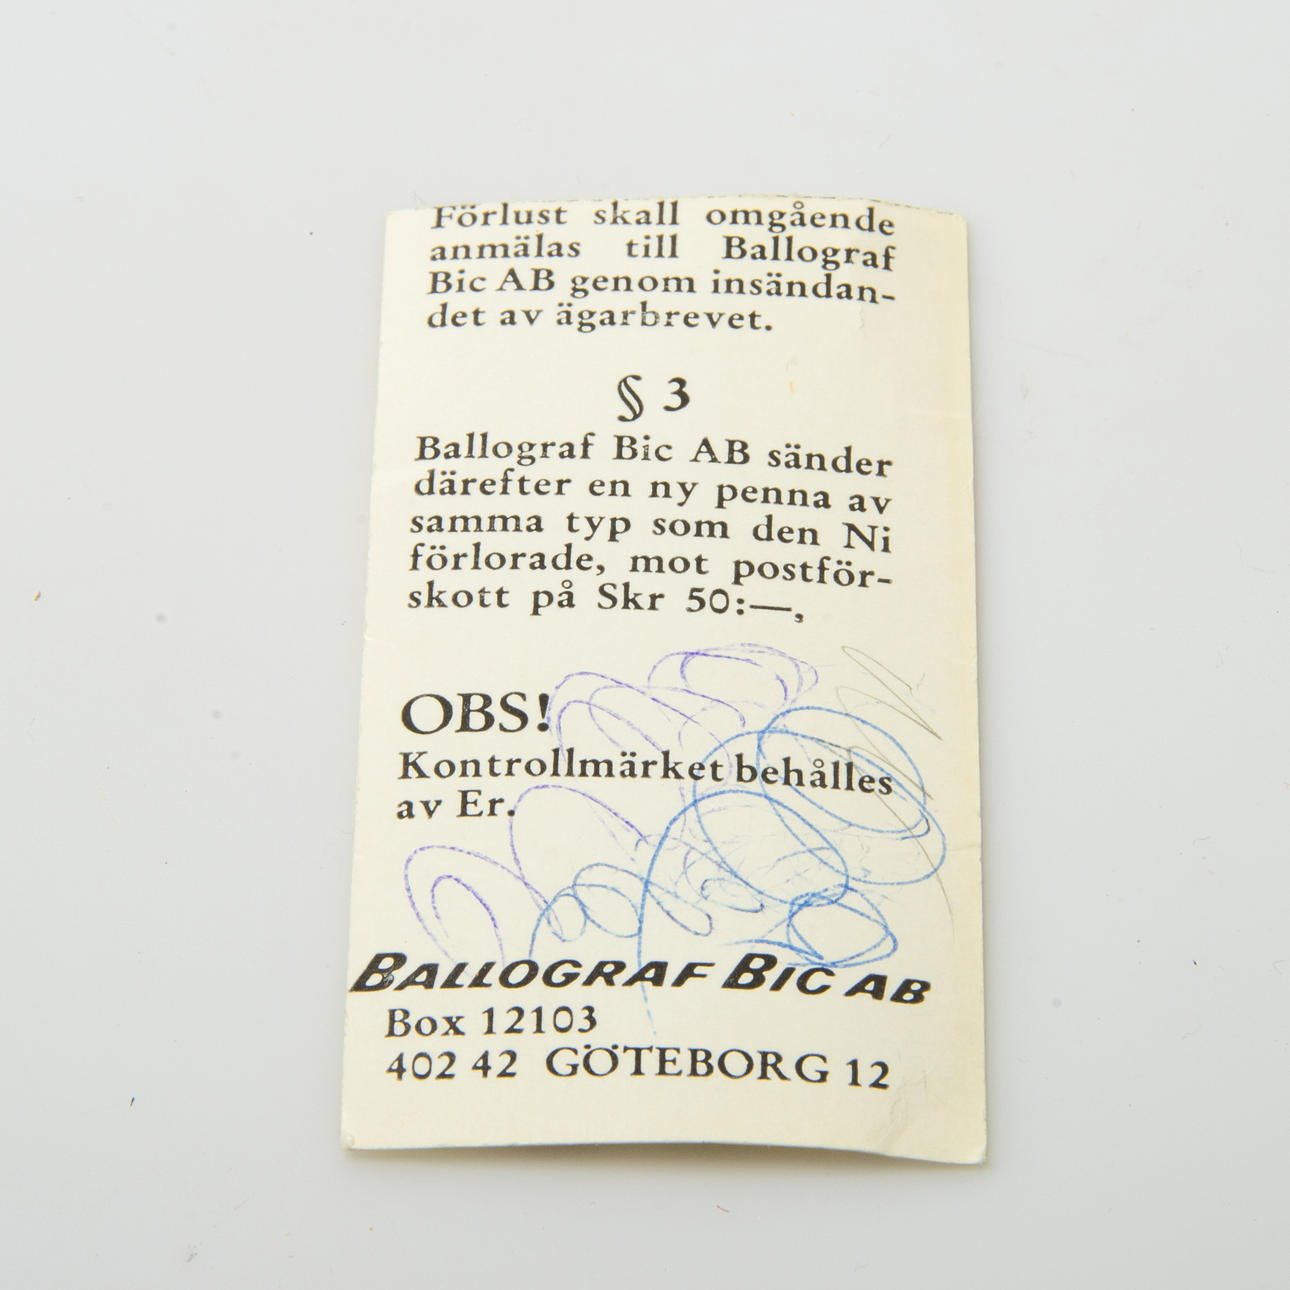 Förlust skall omgående
anmälas till Ballograf
Bic AB genom insändan-
det av ägarbrevet.
§ 3
Ballograf Bic AB sänder
därefter en ny penna av
samma typ som den Ni
förlorade, mot postför-
skott på Skr 50:—,
OBS!
Kontrollmärket behålles
av Er.
BALLOGRAF BIC AB
Box 12103
402 42 GÖTEBORG 12